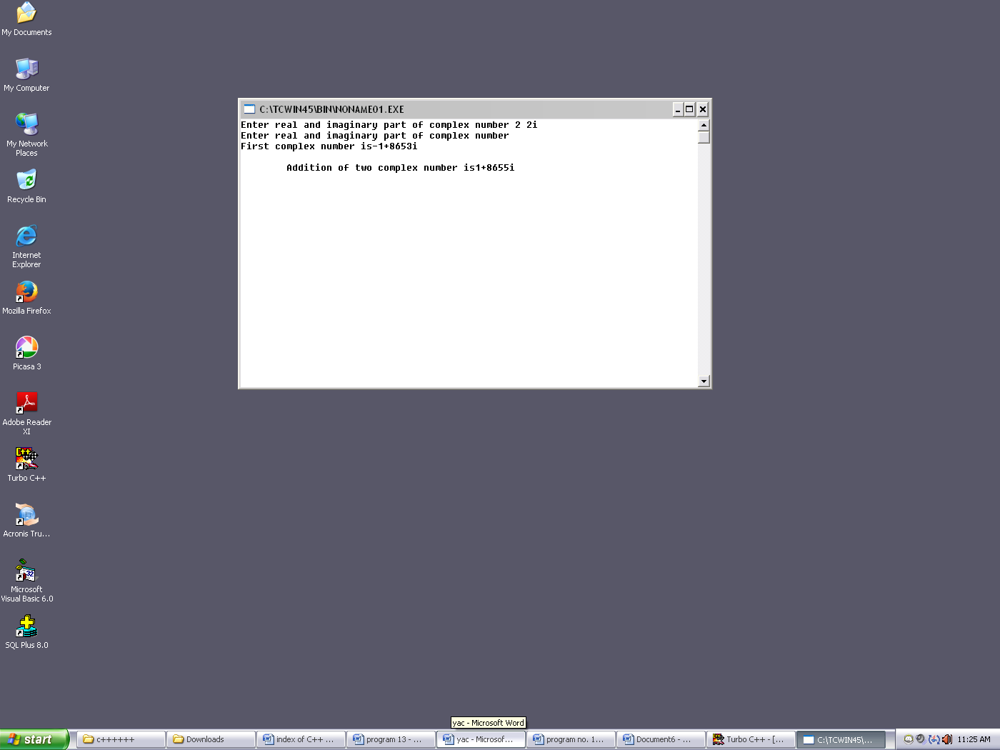 My Documents
My Computer
My Network
Places
Recycle Bin
Internet
Explorer
Mozilla Firefox
Picasa 3
Adobe Reader
XI
C++
Turbo C++
Acronis Tru...
32
Microsoft
Visual Basic 6.0
SQL Plus 8.0
C:\TCWIN45\BIN\NONAME01.EXE
Enter real and imaginary part of complex number 2 2i
Enter real and imaginary part of complex number
First complex number is-1+8653i
Addition of two complex number is1+8655i
yac - Microsoft Word
start
c++++++
Downloads
index of C++ ...
program 13 - ...
yac - Microsof...
program no. 1...
Document6 - ...
Turbo C++ - [...
C:\TCWIN45\...
11:25 AM